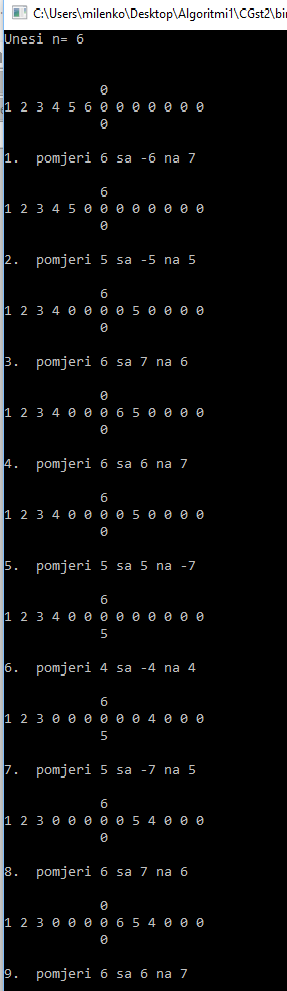 C:\Users\milenko\Desktop\Algoritmi1\CGst2\bin
Unesi n= 6
0
1 2 3 4 5 6 0 0 0 0 0 0 0
0
1. pomjeri 6 sa -6 na 7
6
1 2 3 4 5 0 0 0 0 0 0 0 0
0
2. pomjeri 5 sa -5 na 5
6
1 2 3 4 0 0 0 0 5 0 0 0 0
0
3. pomjeri 6 sa 7 na 6
0
1 2 3 4 0 0 0 6 5 0 0 0 0
0
4. pomjeri 6 sa 6 na 7
6
1 2 3 4 0 0 0 0 5 0 0 0 0
0
5. pomjeri 5 sa 5 na -7
6
1 2 3 4 0 0 0 0 0 0 0 0 0
5
6. pomjeri 4 sa -4 na 4
6
1 2 3 0 0 0 0 0 0 4 0 0 0
5
7. pomjeri 5 sa -7 na 5
6
1 2 3 0 0 0 0 0 5 4 0 0 0
0
8. pomjeri 6 sa 7 na 6
0
1 2 3 0 0 0 0 6 5 4 0 0 0
0
9. pomjeri 6 sa 6 na 7